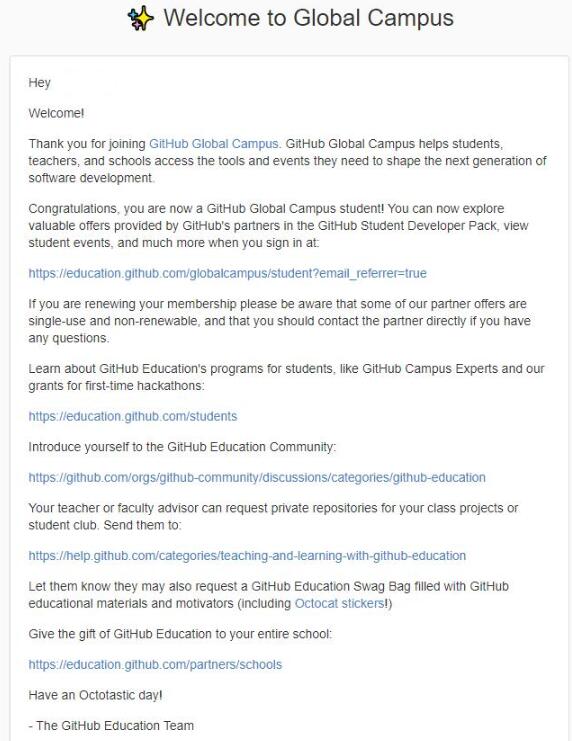 Welcome to Global Campus
Hey
Welcome!
Thank you for joining GitHub Global Campus. GitHub Global Campus helps students,
teachers, and schools access the tools and events they need to shape the next generation of
software development.
Congratulations, you are now a GitHub Global Campus student! You can now explore
valuable offers provided by GitHub's partners in the GitHub Student Developer Pack, view
student events, and much more when you sign in at:
https://education.github.com/globalcampus/student?email_referrer=true
If you are renewing your membership please be aware that some of our partner offers are
single-use and non-renewable, and that you should contact the partner directly if you have
any questions.
Learn about GitHub Education's programs for students, like GitHub Campus Experts and our
grants for first-time hackathons:
https://education.github.com/students
Introduce yourself to the GitHub Education Community:
https://github.com/orgs/github-community/discussions/categories/github-education
Your teacher or faculty advisor can request private repositories for your class projects or
student club. Send them to:
https://help.github.com/categories/teaching-and-learning-with-github-education
Let them know they may also request a GitHub Education Swag Bag filled with GitHub
educational materials and motivators (including Octocat stickers!)
Give the gift of GitHub Education to your entire school:
https://education.github.com/partners/schools
Have an Octotastic day!
- The GitHub Education Team